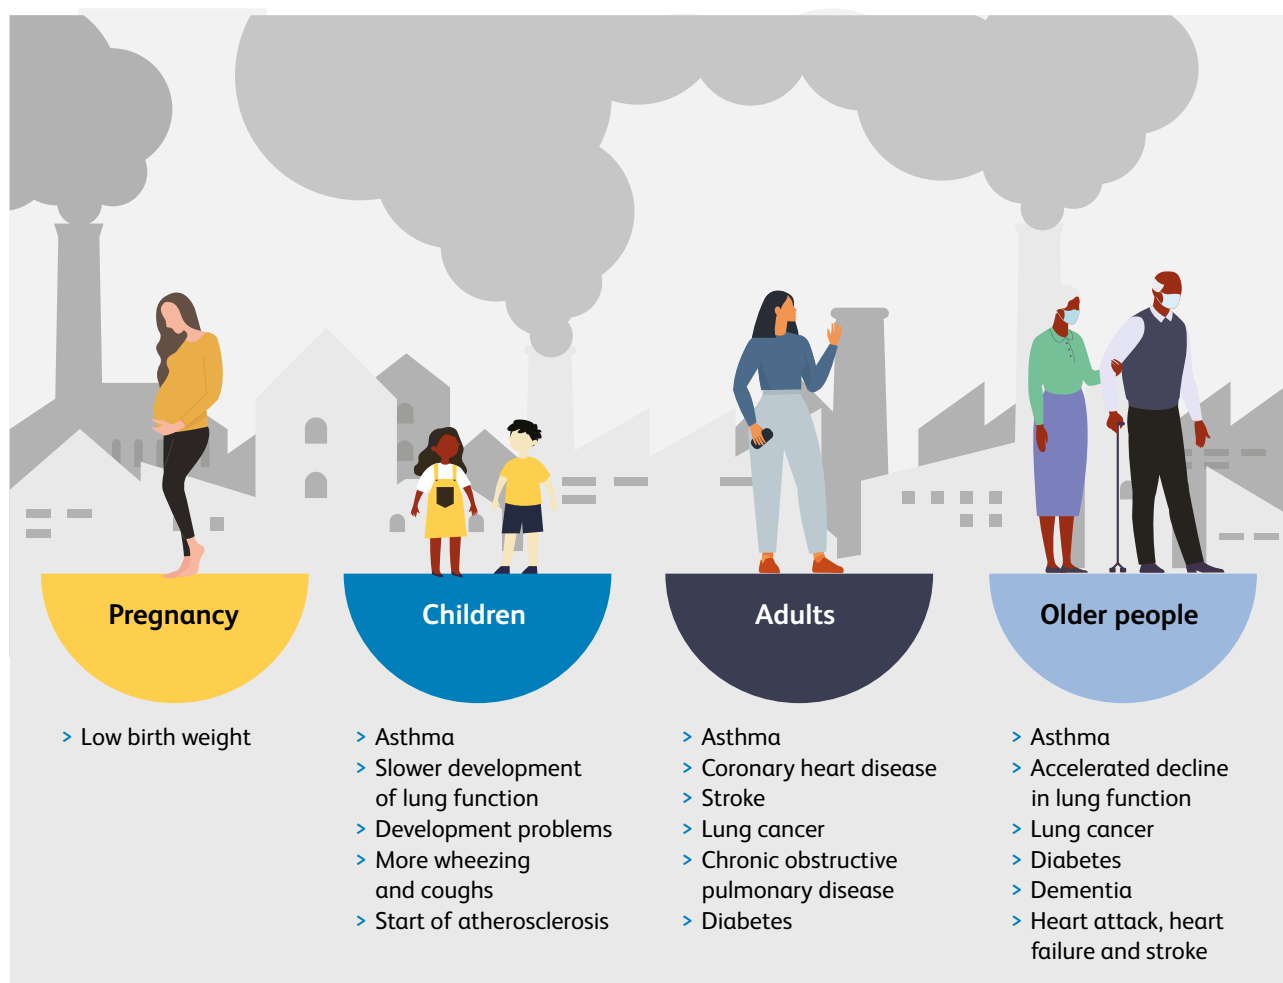 Pregnancy
> Low birth weight
Children
> Asthma
> Slower development
of lung function
> Development problems
> More wheezing
and coughs
> Start of atherosclerosis
Adults
> Asthma
> Coronary heart disease
> Stroke
> Lung cancer
> Chronic obstructive
pulmonary disease
> Diabetes
Older people
> Asthma
> Accelerated decline
in lung function
> Lung cancer
> Diabetes
> Dementia
> Heart attack, heart
failure and stroke